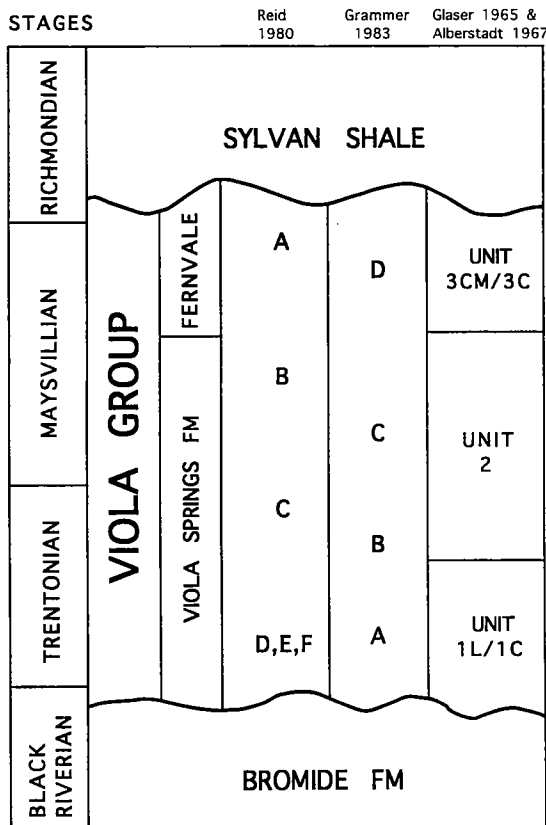 STAGES
Reid
1980
Grammer
1983
Glaser 1965 &
Alberstadt 1967
RICHMONDIAN
MAYSVILLIAN
TRENTONIAN
BLACK
RIVERIAN
SYLVAN SHALE
VIOLA GROUP
FERNVALE
VIOLA SPRINGS FM
A
B
C
D,E,F
D
C
B
A
UNIT
3CM/3C
UNIT
2
UNIT
1L/1C
BROMIDE FM